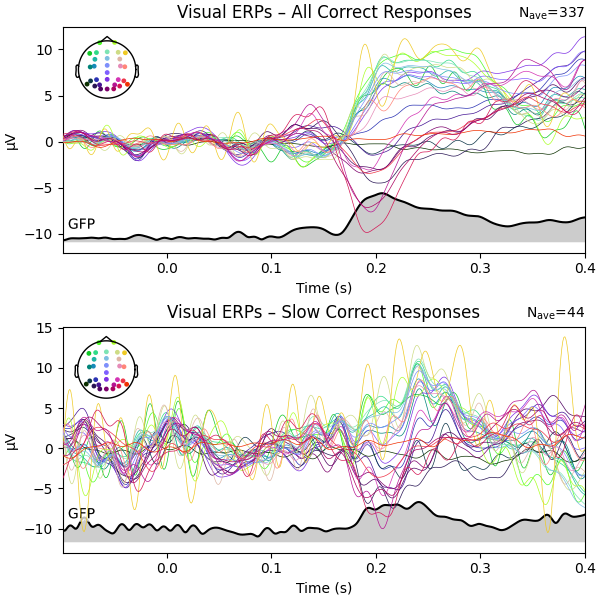 Visual ERPs – All Correct Responses
Nave=337
10
5
0
−5
−10
µV
GFP
0.0 0.1 0.2 0.3 0.4
Time (s)
Visual ERPs – Slow Correct Responses
Nave=44
15
10
5
0
−5
−10
µV
GFP
0.0 0.1 0.2 0.3 0.4
Time (s)